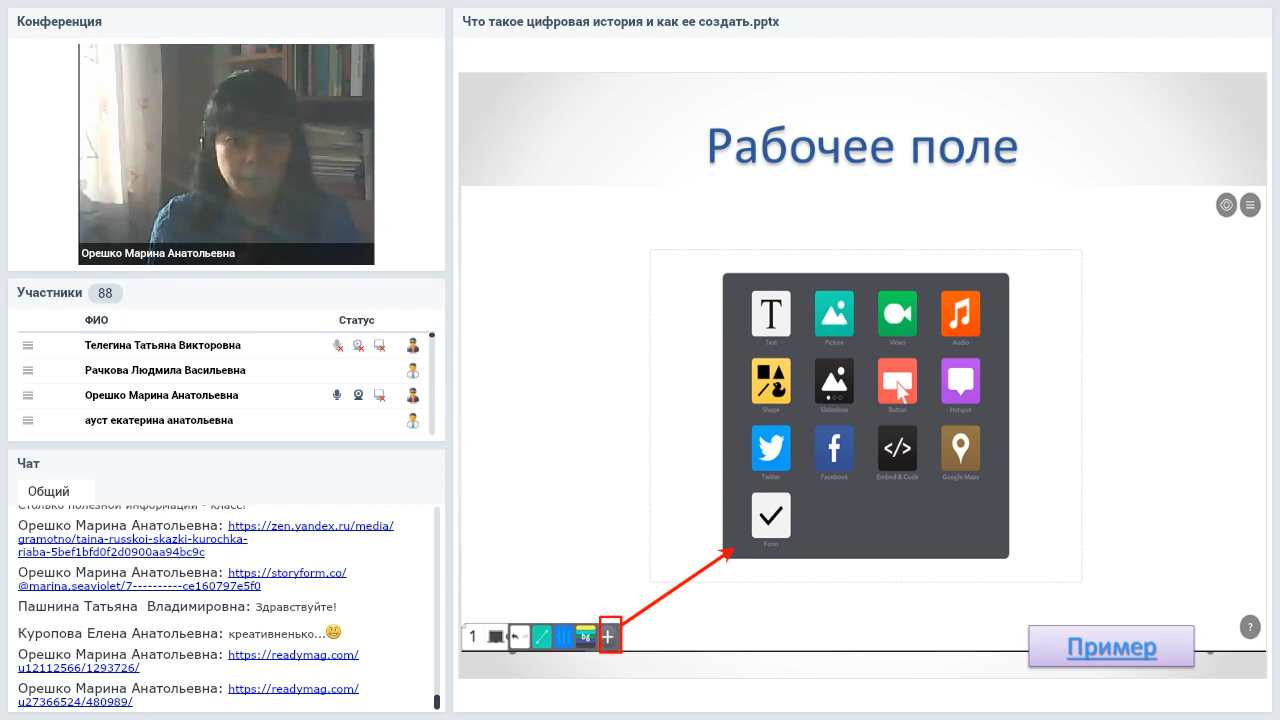 Конференция
Орешко Марина Анатольевна
Участники 88
ФИО Статус
Телегина Татьяна Викторовна
Рачкова Людмила Васильевна
Орешко Марина Анатольевна
ауст екатерина анатольевна
Чат
Общий
Столько полезной информации - класс!
Орешко Марина Анатольевна: https://zen.yandex.ru/media/
gramotno/taina-russkoi-skazki-kurochka-
riaba-5bef1bfd0f2d0900aa94bc9c
Орешко Марина Анатольевна: https://storyform.co/
@marina.seaviolet/7----------ce160797e5f0
Пашнина Татьяна Владимировна: Здравствуйте!
Куропова Елена Анатольевна: креативненько...
Орешко Марина Анатольевна: https://readymag.com/
u12112566/1293726/
Орешко Марина Анатольевна: https://readymag.com/
u27366524/480989/
Что такое цифровая история и как ее создать.pptx
Рабочее поле
T
Text Picture Video Audio
Shape Slideshow Button Hotspot
f </>
Twitter Facebook Embed & Code Google Maps
Form
1 bg +
?
Пример